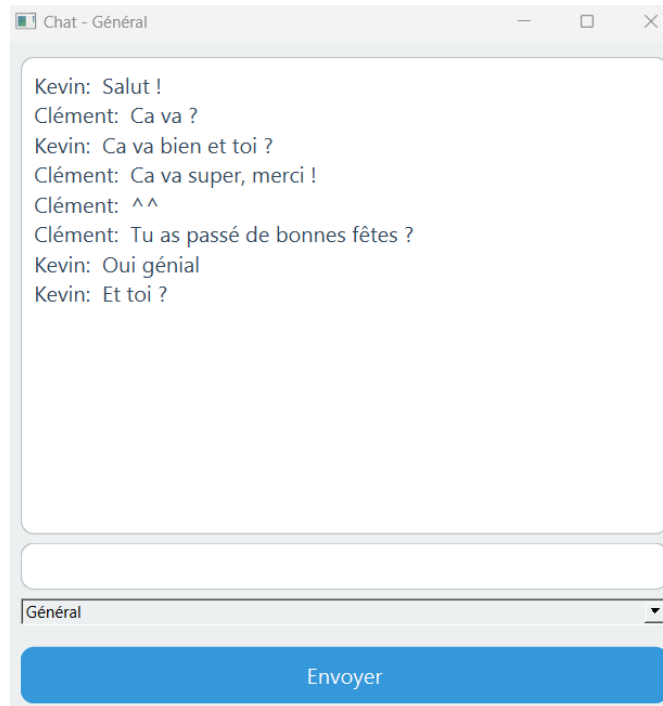 Chat - Général
Kevin: Salut !
Clément: Ca va ?
Kevin: Ca va bien et toi ?
Clément: Ca va super, merci !
Clément: ^^
Clément: Tu as passé de bonnes fêtes ?
Kevin: Oui génial
Kevin: Et toi ?
Général
Envoyer